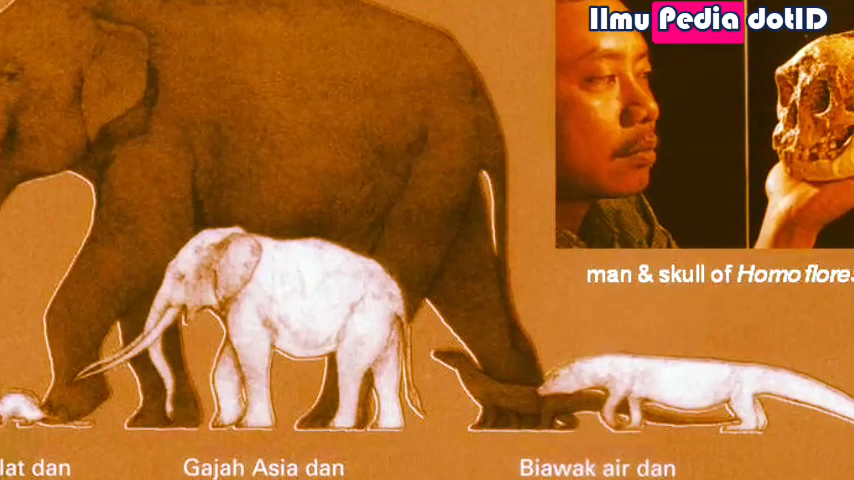 Ilmu Pedia dotID
man & skull of Homo flores
lat dan
Gajah Asia dan
Biawak air dan